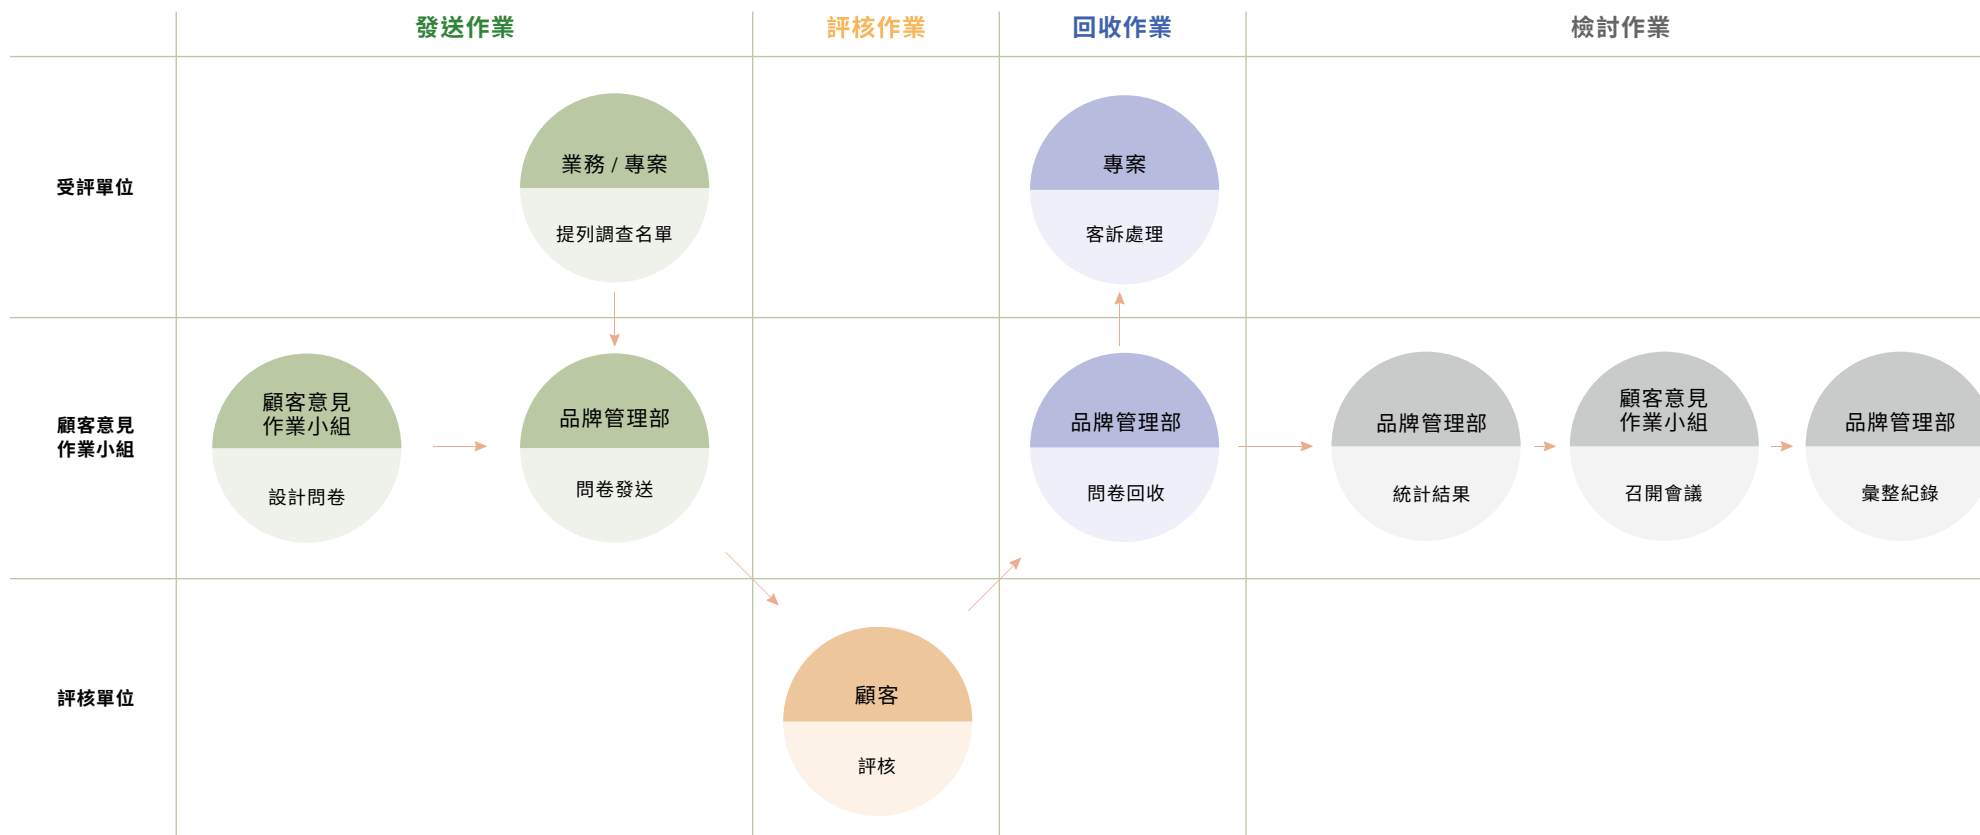 發送作業
評核作業
回收作業
檢討作業
受評單位
業務 / 專案
提列調查名單
專案
客訴處理
顧客意見
作業小組
顧客意見
作業小組
設計問卷
品牌管理部
問卷發送
品牌管理部
問卷回收
品牌管理部
統計結果
顧客意見
作業小組
召開會議
品牌管理部
彙整紀錄
評核單位
顧客
評核